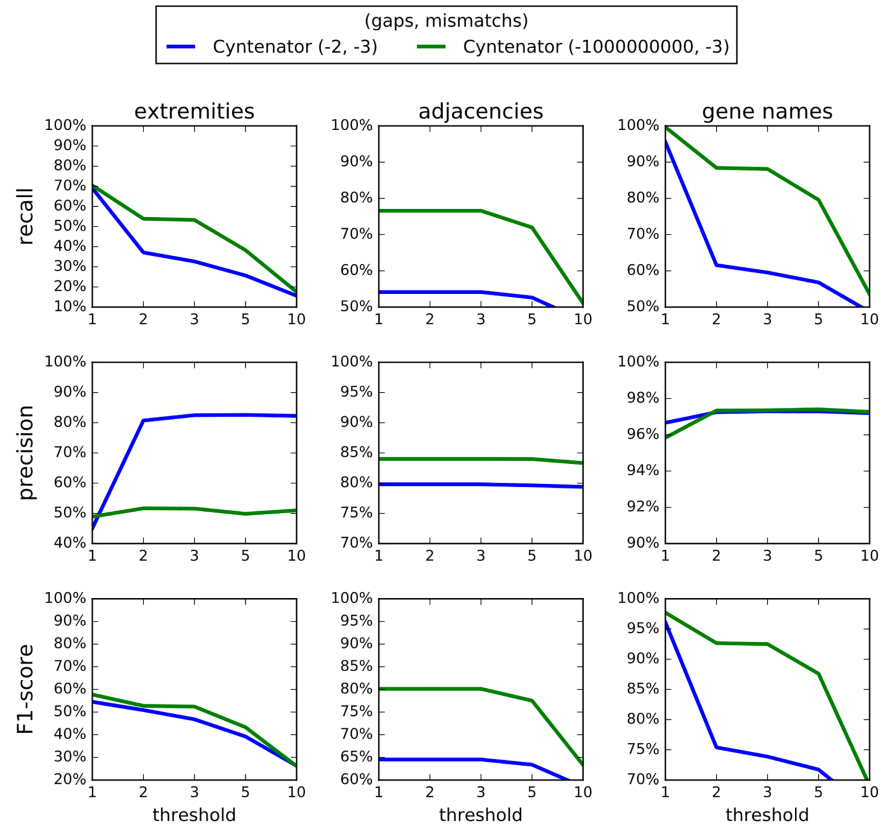 (gaps, mismatchs)
Cyntenator (-2, -3) Cyntenator (-1000000000, -3)
extremities adjacencies gene names
recall
100% 90% 80% 70% 60% 50% 40% 30% 20% 10%
1 2 3 5 10
100% 90% 80% 70% 60% 50%
1 2 3 5 10
100% 90% 80% 70% 60% 50%
1 2 3 5 10
precision
100% 90% 80% 70% 60% 50% 40%
1 2 3 5 10
100% 95% 90% 85% 80% 75% 70%
1 2 3 5 10
100% 98% 96% 94% 92% 90%
1 2 3 5 10
F1-score
100% 90% 80% 70% 60% 50% 40% 30% 20%
1 2 3 5 10
threshold
100% 95% 90% 85% 80% 75% 70% 65% 60%
1 2 3 5 10
threshold
100% 95% 90% 85% 80% 75% 70%
1 2 3 5 10
threshold